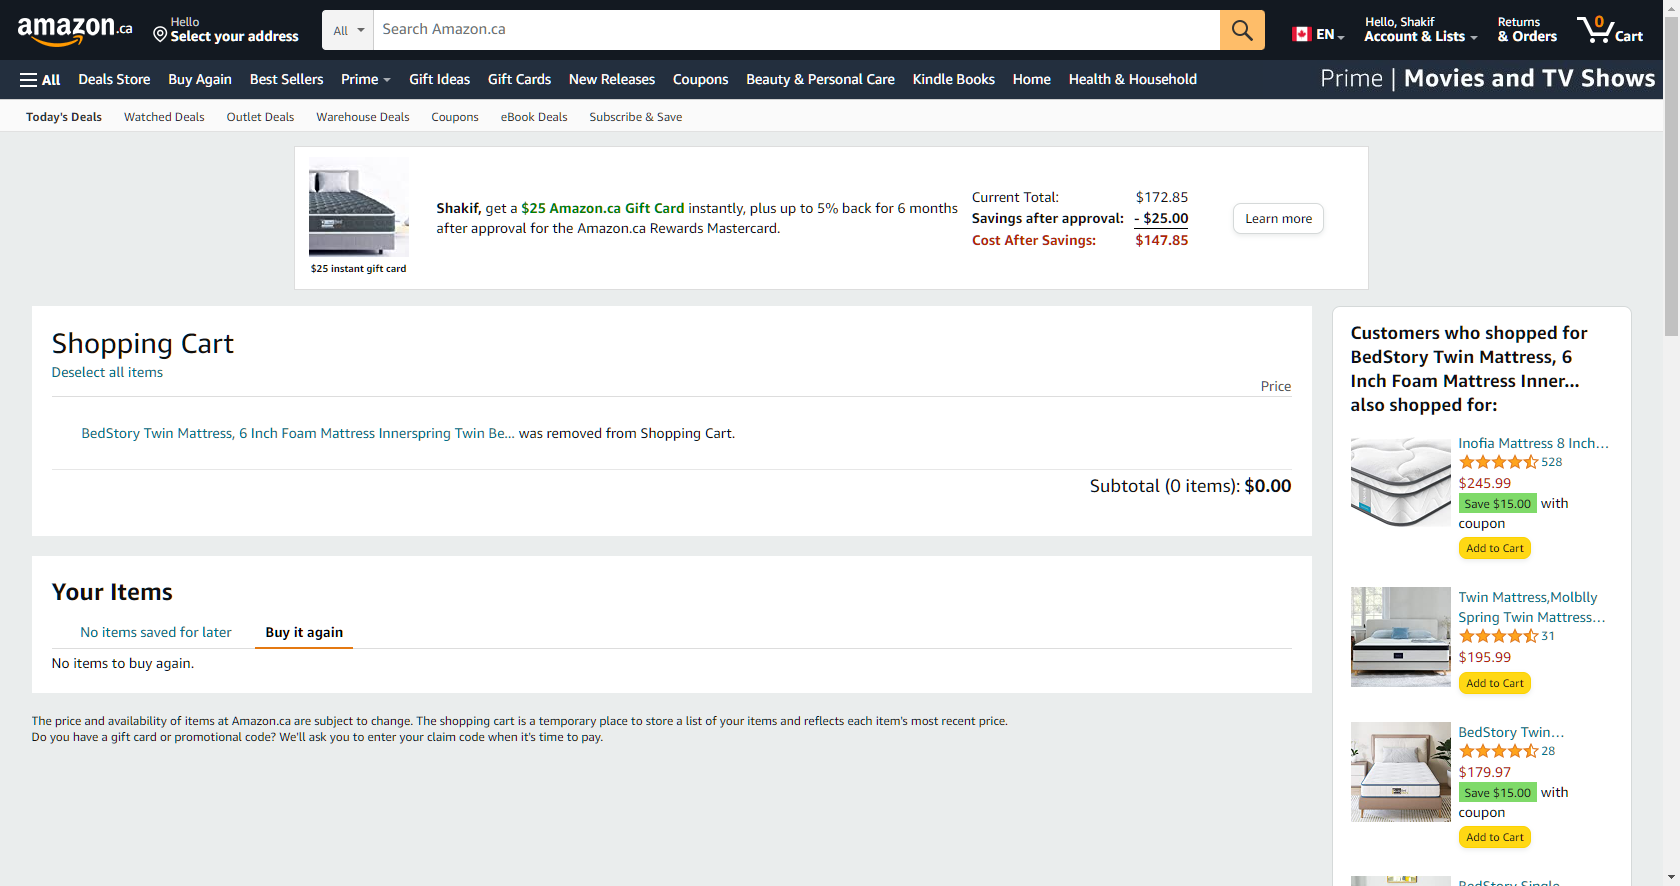 amazon.ca
Hello
Select your address
All
Search Amazon.ca
EN
Hello, Shakif
Account & Lists
Returns
& Orders
0
Cart
All
Deals Store
Buy Again
Best Sellers
Prime
Gift Ideas
Gift Cards
New Releases
Coupons
Beauty & Personal Care
Kindle Books
Home
Health & Household
Prime | Movies and TV Shows
Today's Deals
Watched Deals
Outlet Deals
Warehouse Deals
Coupons
eBook Deals
Subscribe & Save
$25 instant gift card
Shakif, get a $25 Amazon.ca Gift Card instantly, plus up to 5% back for 6 months
after approval for the Amazon.ca Rewards Mastercard.
Current Total: $172.85
Savings after approval: - $25.00
Cost After Savings: $147.85
Learn more
Shopping Cart
Deselect all items
Price
BedStory Twin Mattress, 6 Inch Foam Mattress Innerspring Twin Be... was removed from Shopping Cart.
Subtotal (0 items): $0.00
Your Items
No items saved for later
Buy it again
No items to buy again.
The price and availability of items at Amazon.ca are subject to change. The shopping cart is a temporary place to store a list of your items and reflects each item's most recent price.
Do you have a gift card or promotional code? We'll ask you to enter your claim code when it's time to pay.
Customers who shopped for
BedStory Twin Mattress, 6
Inch Foam Mattress Inner...
also shopped for:
Inofia Mattress 8 Inch...
528
$245.99
Save $15.00 with
coupon
Add to Cart
Twin Mattress,Molblly
Spring Twin Mattress...
31
$195.99
Add to Cart
BedStory Twin...
28
$179.97
Save $15.00 with
coupon
Add to Cart
BedStory Single